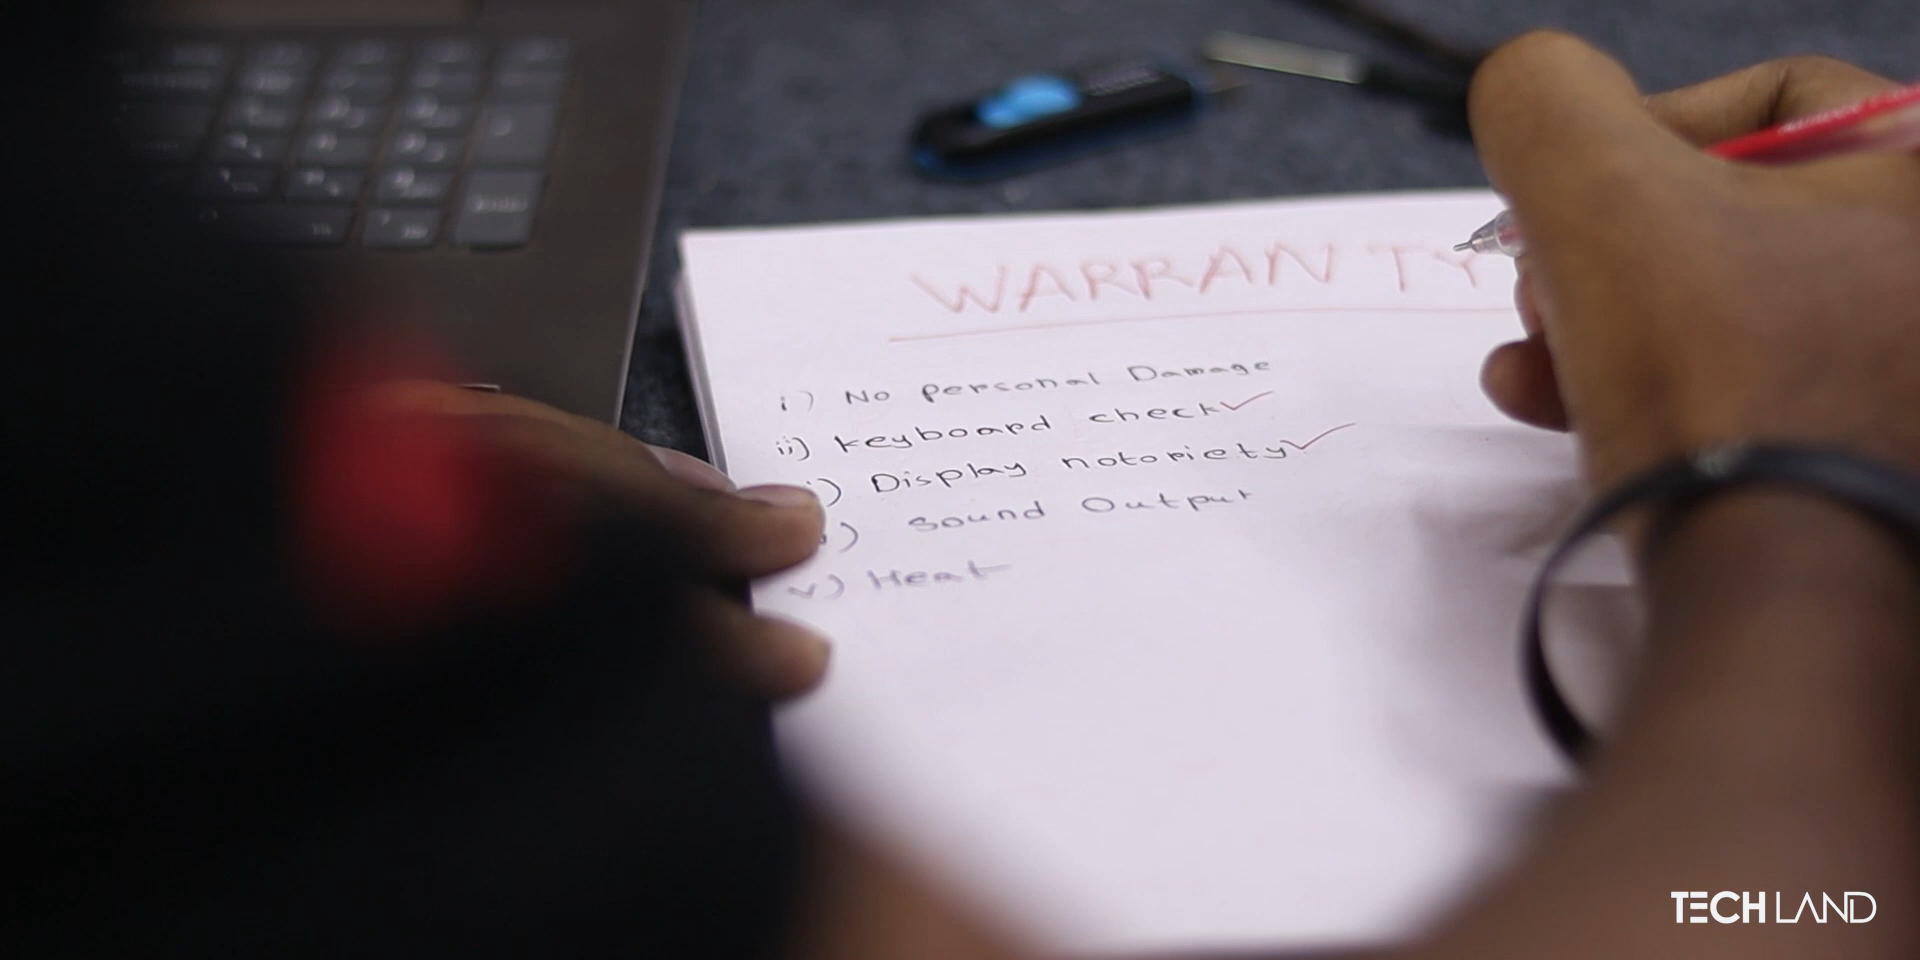 WARRANTY
i) No Personal Damage
ii) Keyboard check ✓
) Display notoriety ✓
) Sound Output
v) Heat
TECHLAND